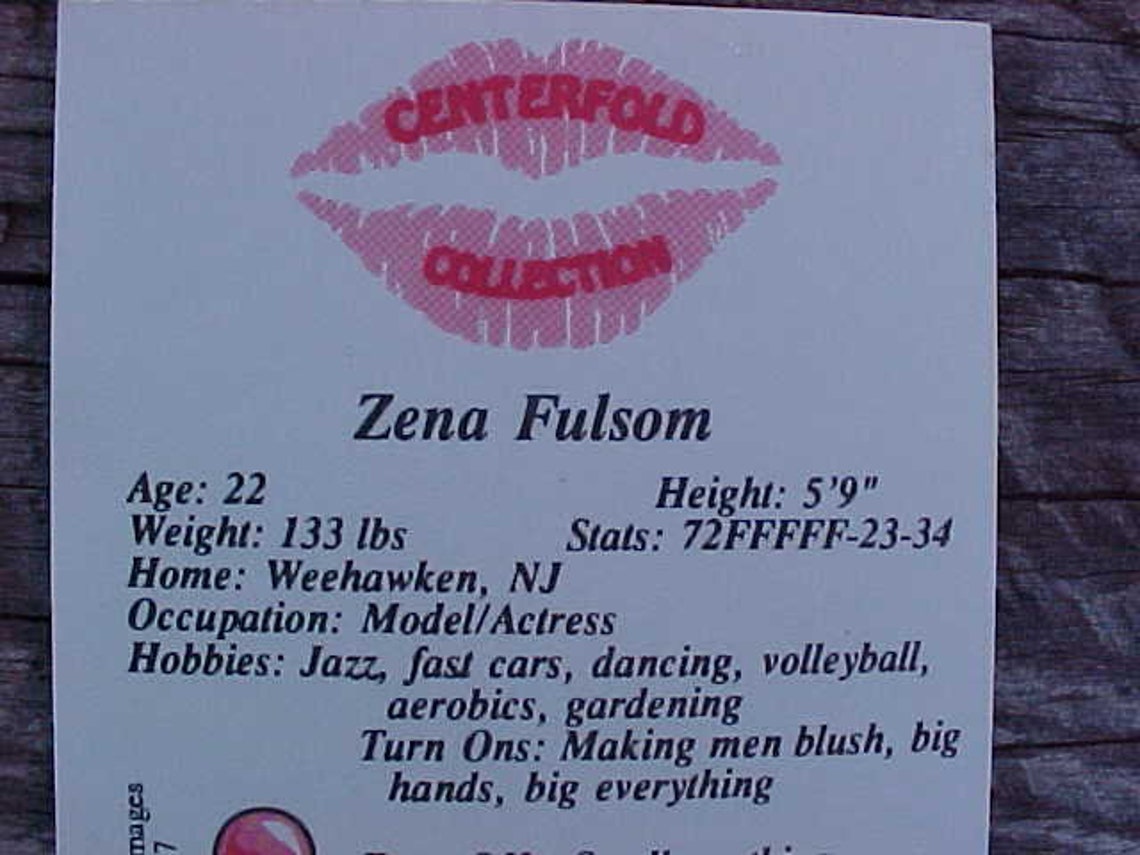 CENTERFOLD
COLLECTION
Zena Fulsom
Age: 22 Height: 5'9"
Weight: 133 lbs Stats: 72FFFFF-23-34
Home: Weehawken, NJ
Occupation: Model/Actress
Hobbies: Jazz, fast cars, dancing, volleyball,
aerobics, gardening
Turn Ons: Making men blush, big
hands, big everything